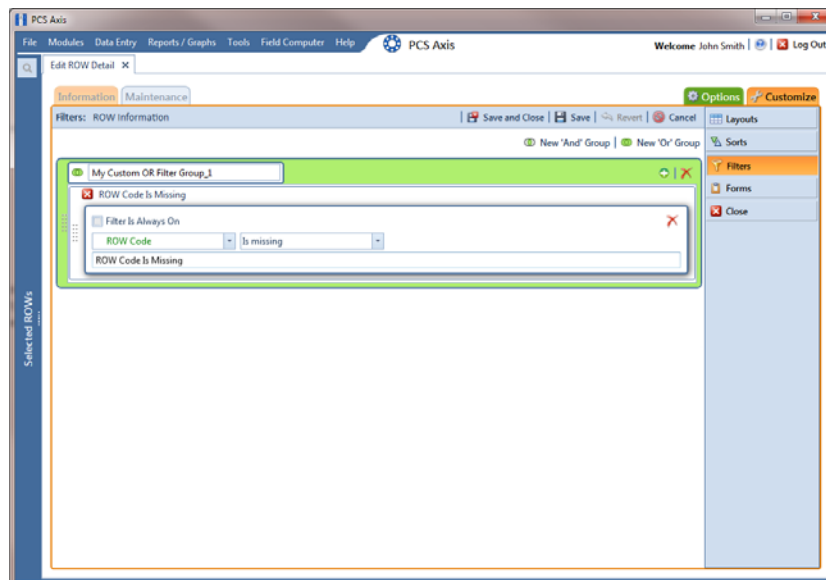 PCS Axis
File Modules Data Entry Reports / Graphs Tools Field Computer Help PCS Axis Welcome John Smith Log Out
Edit ROW Detail
Information Maintenance Options Customize
Filters: ROW Information Save and Close Save Revert Cancel Layouts
New 'And' Group New 'Or' Group Sorts
My Custom OR Filter Group_1 Filters
ROW Code Is Missing Forms
Filter Is Always On Close
ROW Code Is missing
ROW Code Is Missing
Selected ROWs